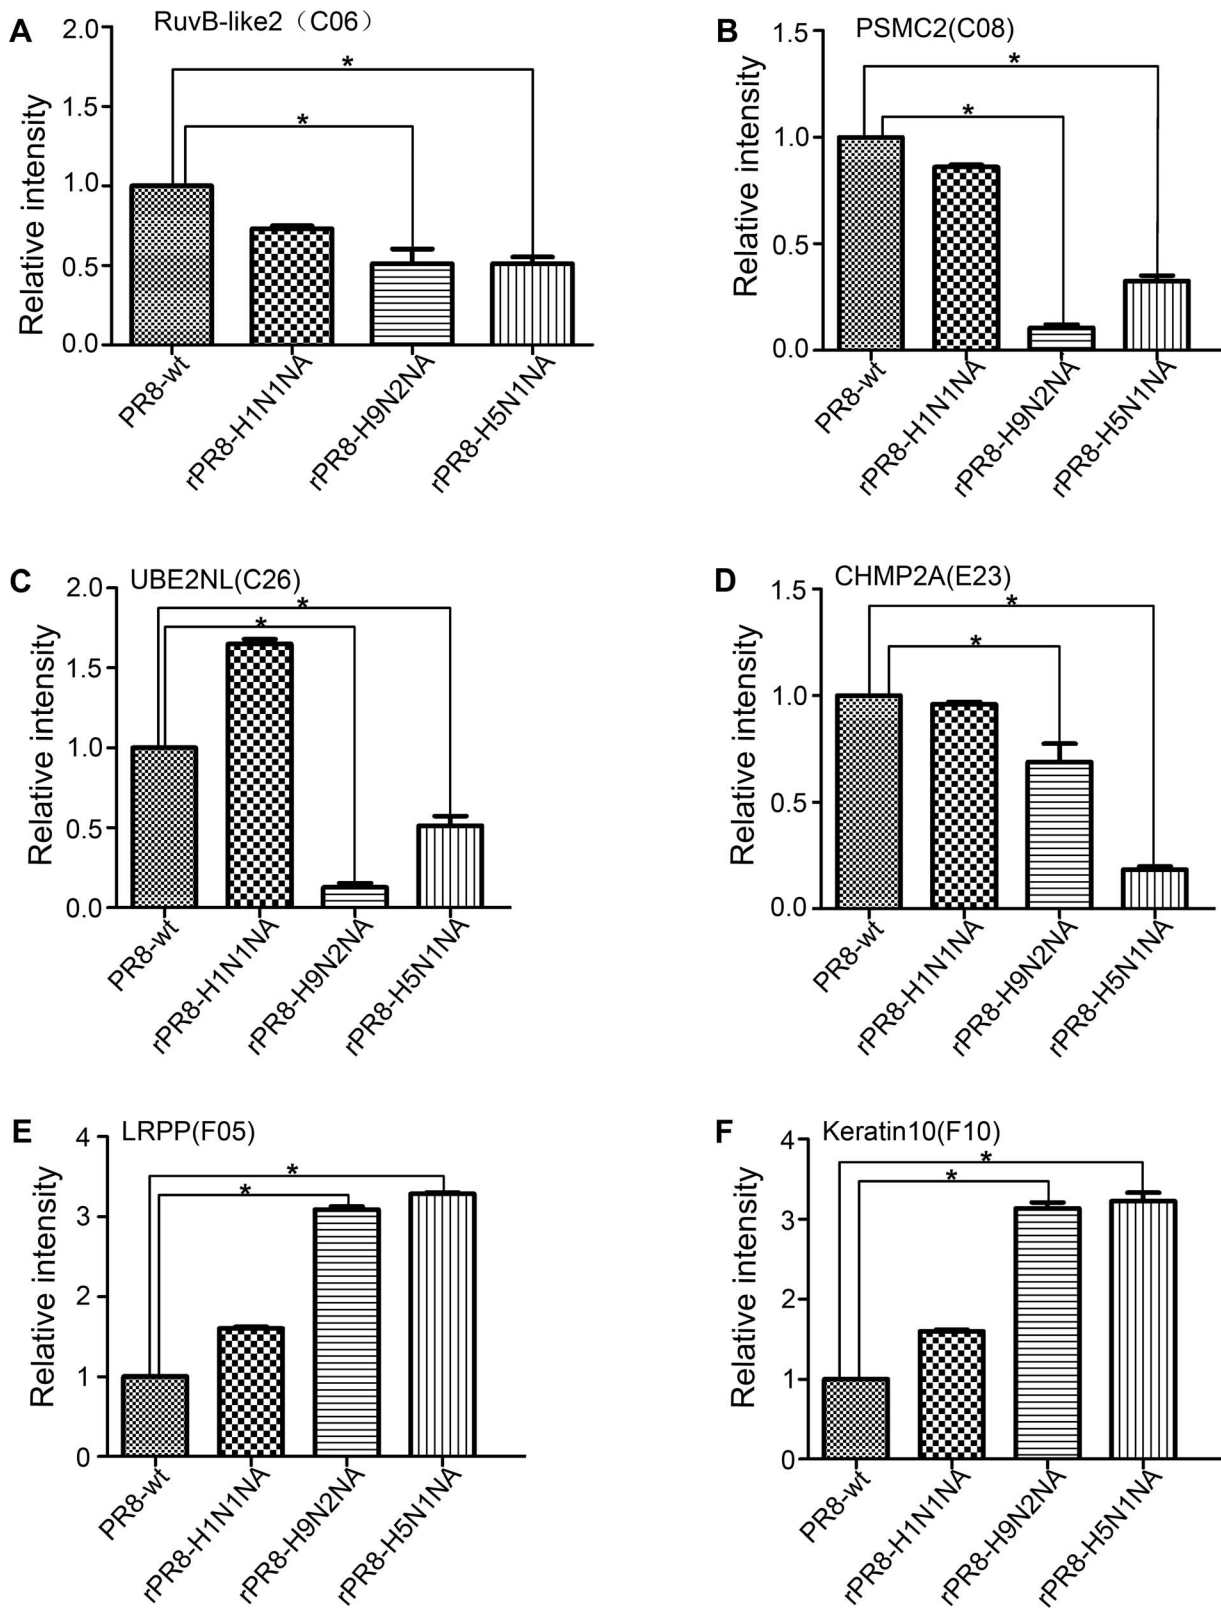 A
RuvB-like2（C06）
Relative intensity
2.0
1.5
1.0
0.5
0.0
*
*
PR8-wt
rPR8-H1N1NA
rPR8-H9N2NA
rPR8-H5N1NA
B
PSMC2(C08)
Relative intensity
1.5
1.0
0.5
0.0
*
*
PR8-wt
rPR8-H1N1NA
rPR8-H9N2NA
rPR8-H5N1NA
C
UBE2NL(C26)
Relative intensity
2.0
1.5
1.0
0.5
0.0
*
*
PR8-wt
rPR8-H1N1NA
rPR8-H9N2NA
rPR8-H5N1NA
D
CHMP2A(E23)
Relative intensity
1.5
1.0
0.5
0.0
*
*
PR8-wt
rPR8-H1N1NA
rPR8-H9N2NA
rPR8-H5N1NA
E
LRPP(F05)
Relative intensity
4
3
2
1
0
*
*
PR8-wt
rPR8-H1N1NA
rPR8-H9N2NA
rPR8-H5N1NA
F
Keratin10(F10)
Relative intensity
4
3
2
1
0
*
*
PR8-wt
rPR8-H1N1NA
rPR8-H9N2NA
rPR8-H5N1NA